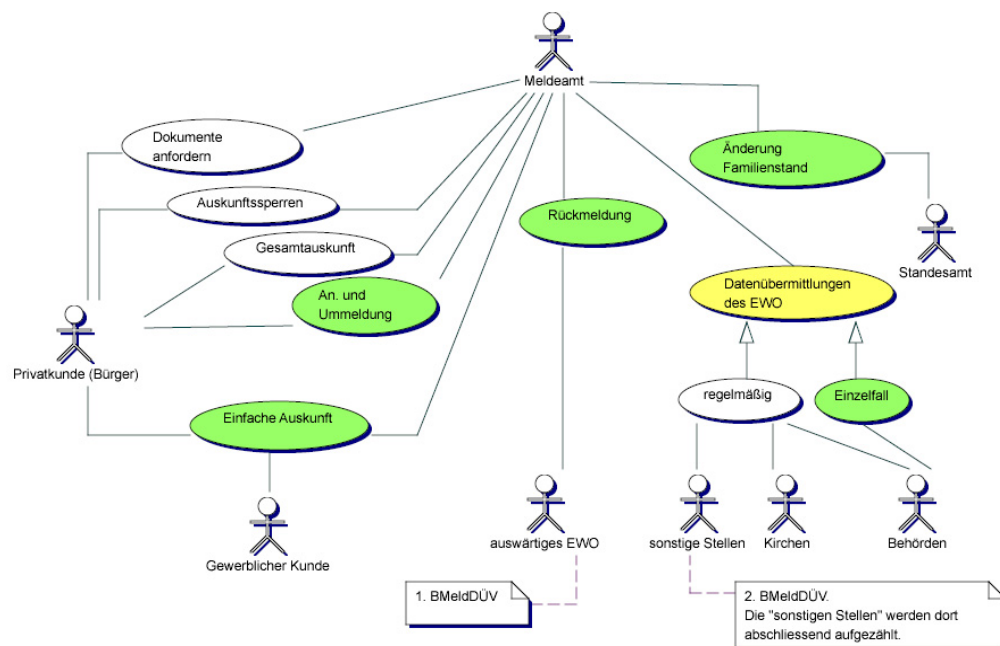 Meldeamt
Dokumente
anfordern
Änderung
Familienstand
Auskunftssperren
Rückmeldung
Gesamtauskunft
Standesamt
An. und
Ummeldung
Datenübermittlungen
des EWO
Privatkunde (Bürger)
regelmäßig
Einzelfall
Einfache Auskunft
auswärtiges EWO
sonstige Stellen
Kirchen
Behörden
Gewerblicher Kunde
1. BMeldDÜV
2. BMeldDÜV.
Die "sonstigen Stellen" werden dort
abschliessend aufgezählt.